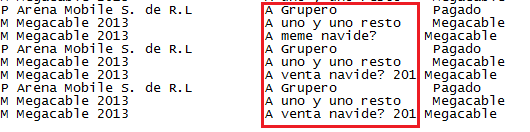 P Arena Mobile S. de R.L A Grupero Pagado
M Megacable 2013 A uno y uno resto Megacable
M Megacable 2013 A meme navide? Megacable
P Arena Mobile S. de R.L A Grupero Pagado
M Megacable 2013 A uno y uno resto Megacable
M Megacable 2013 A venta navide? 201 Megacable
P Arena Mobile S. de R.L A Grupero Pagado
M Megacable 2013 A uno y uno resto Megacable
M Megacable 2013 A venta navide? 201 Megacable